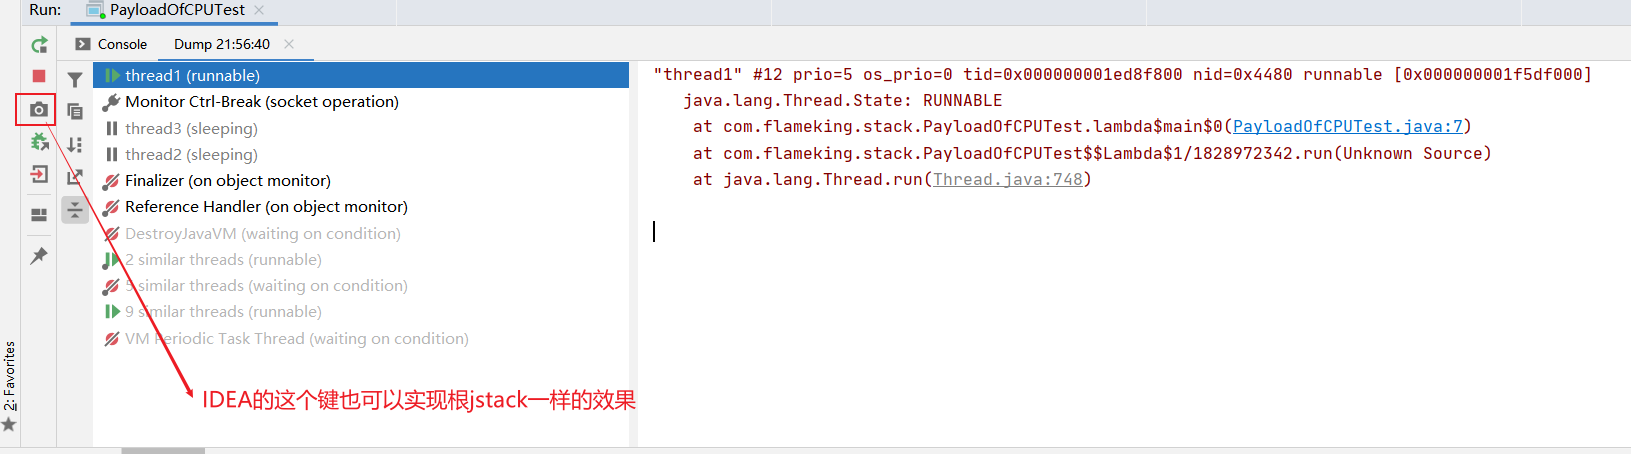 Run: PayloadOfCPUTest
Console Dump 21:56:40
thread1 (runnable)
Monitor Ctrl-Break (socket operation)
thread3 (sleeping)
thread2 (sleeping)
Finalizer (on object monitor)
Reference Handler (on object monitor)
DestroyJavaVM (waiting on condition)
2 similar threads (runnable)
5 similar threads (waiting on condition)
9 similar threads (runnable)
VM Periodic Task Thread (waiting on condition)
"thread1" #12 prio=5 os_prio=0 tid=0x000000001ed8f800 nid=0x4480 runnable [0x000000001f5df000]
java.lang.Thread.State: RUNNABLE
at com.flameking.stack.PayloadOfCPUTest.lambda$main$0(PayloadOfCPUTest.java:7)
at com.flameking.stack.PayloadOfCPUTest$$Lambda$1/1828972342.run(Unknown Source)
at java.lang.Thread.run(Thread.java:748)
IDEA的这个键也可以实现根jstack一样的效果
2: Favorites